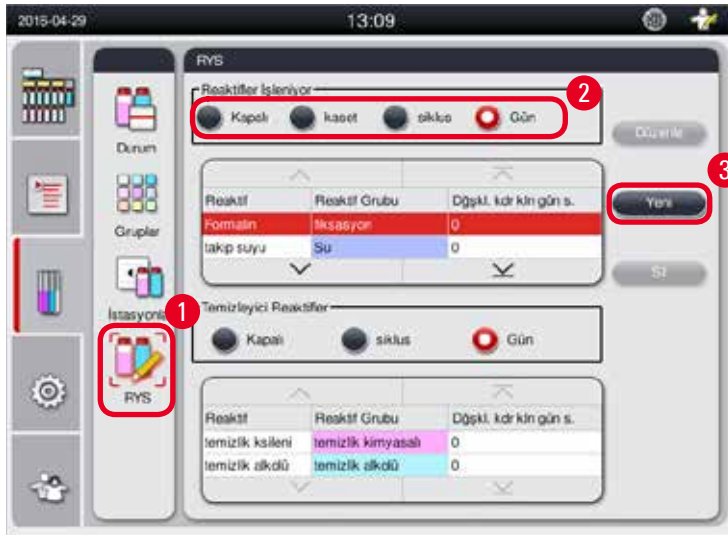 2015-04-29 13:09
RYS
Reaktifler İşleniyor
2
Kapalı kaset siklus Gün
Düzenle
3
Durum
Reaktif Reaktif Grubu Dğşkl. kdr kln gün s.
Yeni
Formalin fiksasyon 0
Gruplar
takip suyu Su 0
Sil
İstasyonla
1
Temizleyici Reaktifler
Kapalı siklus Gün
RYS
Reaktif Reaktif Grubu Dğşkl. kdr kln gün s.
temizlik ksileni temizlik kimyasalı 0
temizlik alkolü temizlik alkolü 0